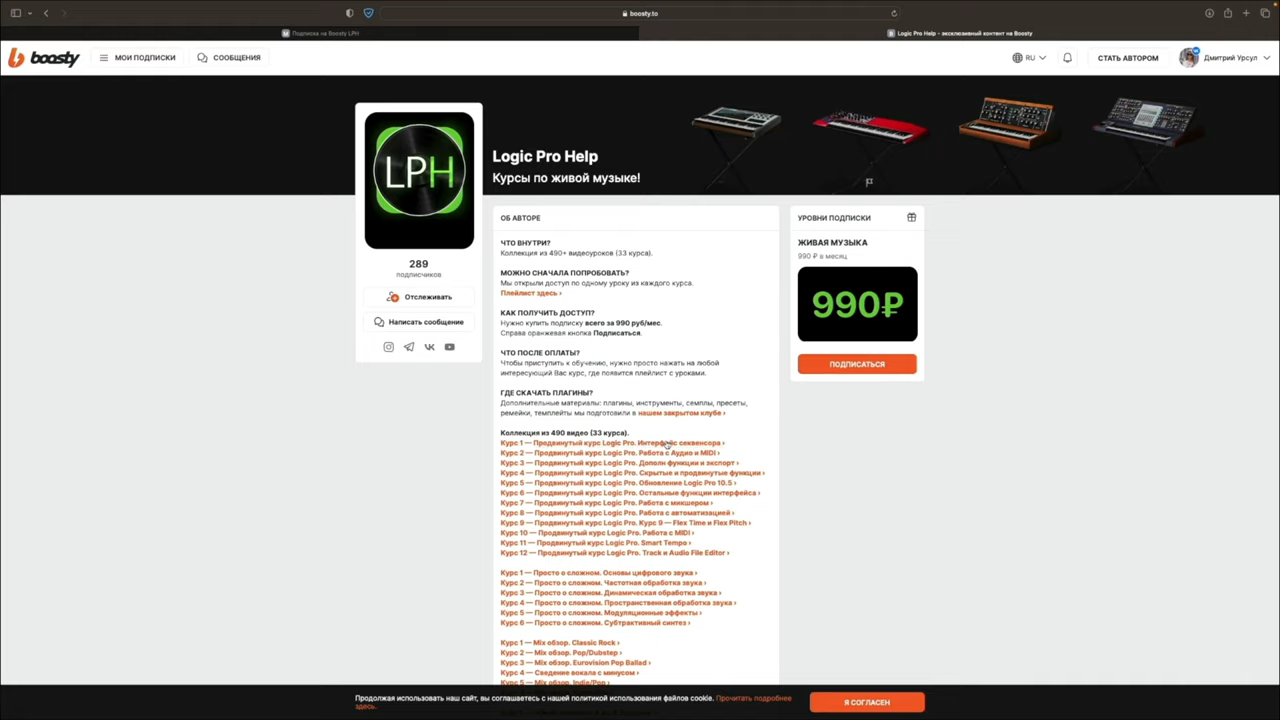 boosty.to
Подписка на Boosty LPH
Logic Pro Help - эксклюзивный контент на Boosty
boosty
МОИ ПОДПИСКИ
СООБЩЕНИЯ
RU
СТАТЬ АВТОРОМ
Дмитрий Урсул
LPH
Logic Pro Help
Курсы по живой музыке!
289
подписчиков
Отслеживать
Написать сообщение
ОБ АВТОРЕ
ЧТО ВНУТРИ?
Коллекция из 490+ видеоуроков (33 курса).
МОЖНО СНАЧАЛА ПОПРОБОВАТЬ?
Мы открыли доступ по одному уроку из каждого курса.
Плейлист здесь ›
КАК ПОЛУЧИТЬ ДОСТУП?
Нужно купить подписку всего за 990 руб/мес.
Справа оранжевая кнопка Подписаться.
ЧТО ПОСЛЕ ОПЛАТЫ?
Чтобы приступить к обучению, нужно просто нажать на любой
интересующий Вас курс, где появится плейлист с уроками.
ГДЕ СКАЧАТЬ ПЛАГИНЫ?
Дополнительные материалы: плагины, инструменты, семплы, пресеты,
ремейки, темплейты мы подготовили в нашем закрытом клубе ›
Коллекция из 490 видео (33 курса).
Курс 1 — Продвинутый курс Logic Pro. Интерфейс секвенсора ›
Курс 2 — Продвинутый курс Logic Pro. Работа с Аудио и MIDI ›
Курс 3 — Продвинутый курс Logic Pro. Дополн функции и экспорт ›
Курс 4 — Продвинутый курс Logic Pro. Скрытые и продвинутые функции ›
Курс 5 — Продвинутый курс Logic Pro. Обновление Logic Pro 10.5 ›
Курс 6 — Продвинутый курс Logic Pro. Остальные функции интерфейса ›
Курс 7 — Продвинутый курс Logic Pro. Работа с микшером ›
Курс 8 — Продвинутый курс Logic Pro. Работа с автоматизацией ›
Курс 9 — Продвинутый курс Logic Pro. Курс 9 — Flex Time и Flex Pitch ›
Курс 10 — Продвинутый курс Logic Pro. Работа с MIDI ›
Курс 11 — Продвинутый курс Logic Pro. Smart Tempo ›
Курс 12 — Продвинутый курс Logic Pro. Track и Audio File Editor ›
Курс 1 — Просто о сложном. Основы цифрового звука ›
Курс 2 — Просто о сложном. Частотная обработка звука ›
Курс 3 — Просто о сложном. Динамическая обработка звука ›
Курс 4 — Просто о сложном. Пространственная обработка звука ›
Курс 5 — Просто о сложном. Модуляционные эффекты ›
Курс 6 — Просто о сложном. Субтрактивный синтез ›
Курс 1 — Mix обзор. Classic Rock ›
Курс 2 — Mix обзор. Pop/Dubstep ›
Курс 3 — Mix обзор. Eurovision Pop Ballad ›
Курс 4 — Сведение вокала с минусом ›
Курс 5 — Mix обзор. Indie/Pop ›
УРОВНИ ПОДПИСКИ
ЖИВАЯ МУЗЫКА
990 ₽ в месяц
990₽
ПОДПИСАТЬСЯ
Продолжая использовать наш сайт, вы соглашаетесь с нашей политикой использования файлов cookie. Прочитать подробнее
здесь.
Я СОГЛАСЕН